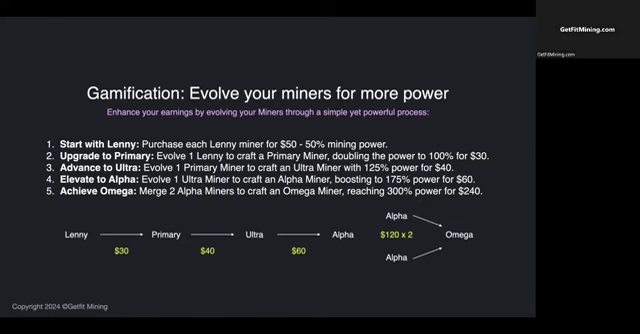 GetFitMining.com
GetFitMining.com
Gamification: Evolve your miners for more power
Enhance your earnings by evolving your Miners through a simple yet powerful process:
1. Start with Lenny: Purchase each Lenny miner for $50 - 50% mining power.
2. Upgrade to Primary: Evolve 1 Lenny to craft a Primary Miner, doubling the power to 100% for $30.
3. Advance to Ultra: Evolve 1 Primary Miner to craft an Ultra Miner with 125% power for $40.
4. Elevate to Alpha: Evolve 1 Ultra Miner to craft an Alpha Miner, boosting to 175% power for $60.
5. Achieve Omega: Merge 2 Alpha Miners to craft an Omega Miner, reaching 300% power for $240.
Alpha
Lenny Primary Ultra Alpha $120 x 2 Omega
$30 $40 $60
Alpha
Copyright 2024 ©Getfit Mining